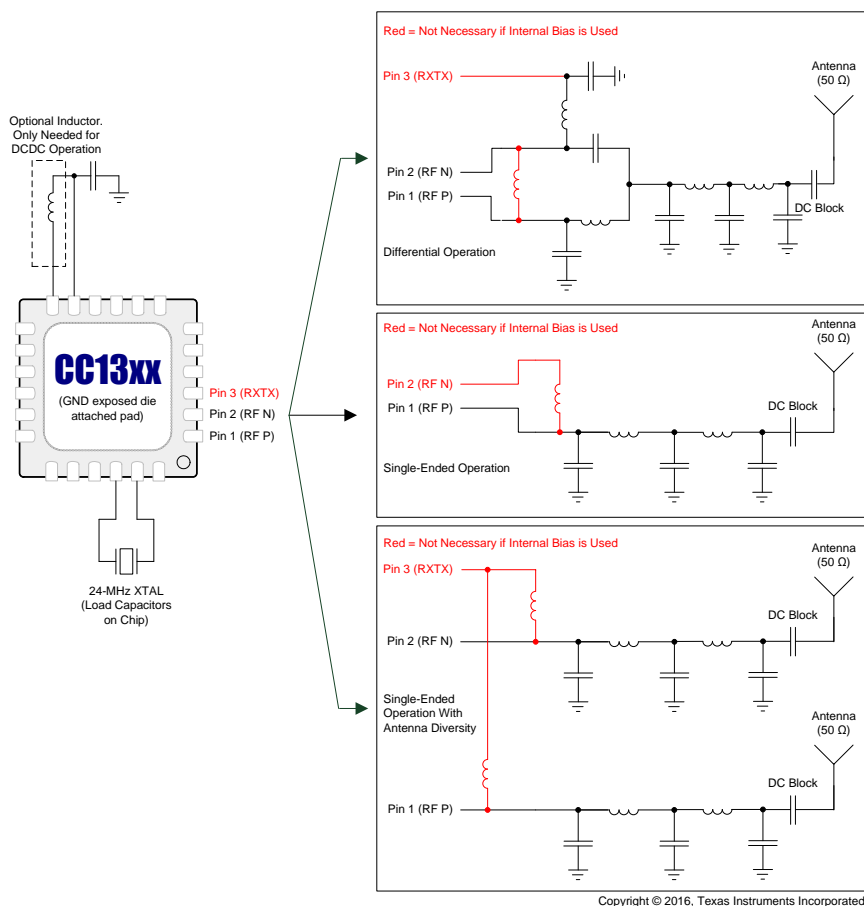 Optional Inductor.
Only Needed for
DCDC Operation
CC13xx
(GND exposed die
attached pad)
Pin 3 (RXTX)
Pin 2 (RF N)
Pin 1 (RF P)
24-MHz XTAL
(Load Capacitors
on Chip)
Red = Not Necessary if Internal Bias is Used
Pin 3 (RXTX)
Antenna
(50 Ω)
Pin 2 (RF N)
Pin 1 (RF P)
DC Block
Differential Operation
Red = Not Necessary if Internal Bias is Used
Antenna
(50 Ω)
Pin 2 (RF N)
Pin 1 (RF P)
DC Block
Single-Ended Operation
Red = Not Necessary if Internal Bias is Used
Antenna
(50 Ω)
Pin 3 (RXTX)
DC Block
Pin 2 (RF N)
Single-Ended
Operation With
Antenna Diversity
Antenna
(50 Ω)
DC Block
Pin 1 (RF P)
Copyright © 2016, Texas Instruments Incorporated